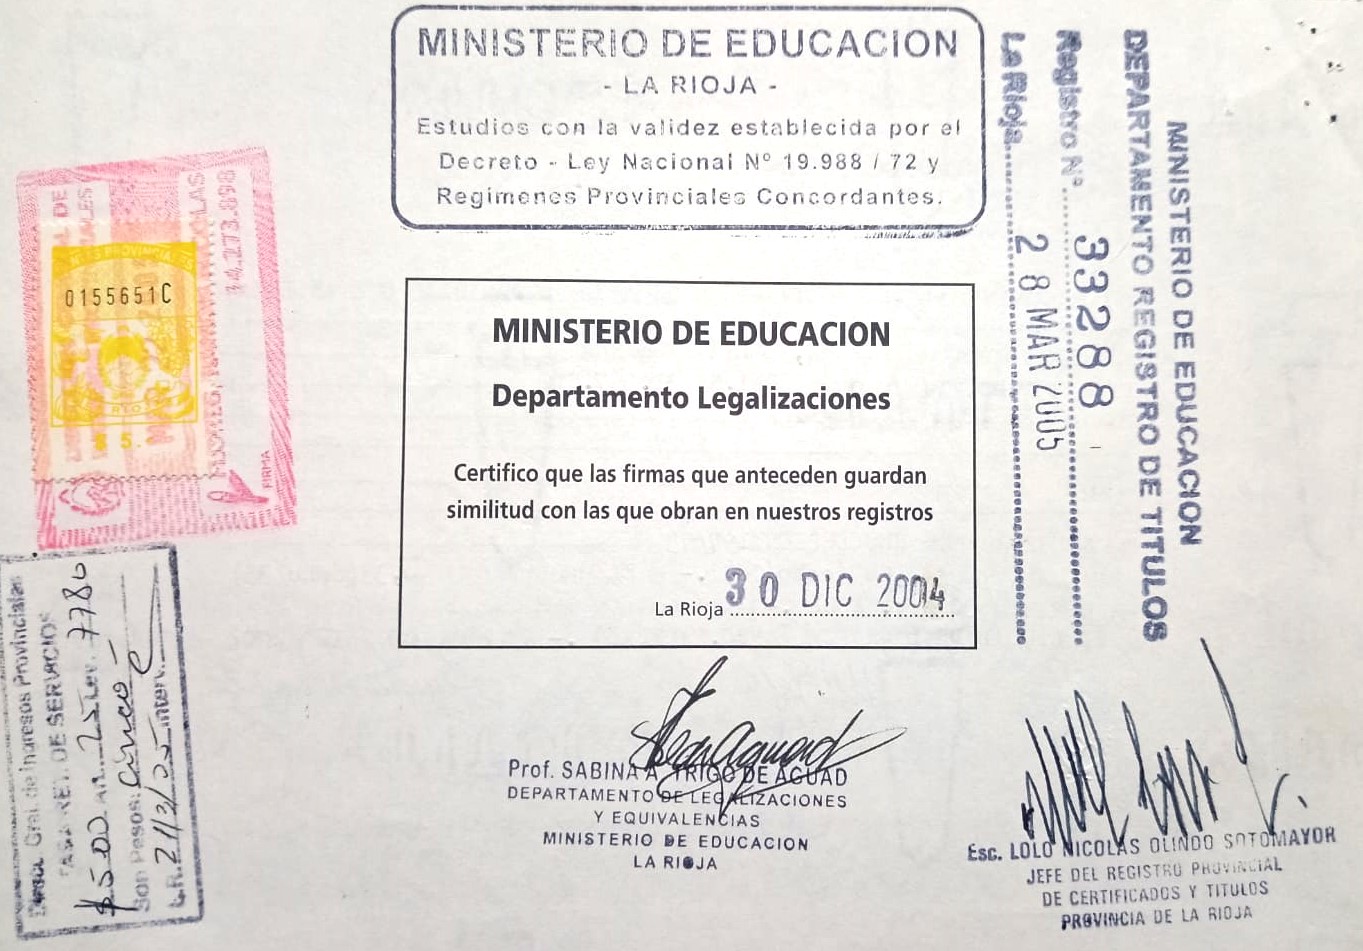 MINISTERIO DE EDUCACION
- LA RIOJA -
Estudios con la validez establecida por el
Decreto - Ley Nacional Nº 19.988 / 72 y
Regimenes Provinciales Concordantes.
MINISTERIO DE EDUCACION
DEPARTAMENTO REGISTRO DE TITULOS
Registro Nº 33288
La Rioja 28 MAR 2005
0155651C
$ 5.
14.273.898
FIRMA
MINISTERIO DE EDUCACION
Departamento Legalizaciones
Certifico que las firmas que anteceden guardan
similitud con las que obran en nuestros registros
La Rioja 30 DIC 2004
Direcc. Gral. de Ingresos Provinciales
TASA RET. DE SERVICIOS
$ 5.00 Art. 25 Ley. 7786
Son Pesos: Cinco
L.R. 21/3/05 Interv.
Prof. SABINA A. TRIGO DE AGUAD
DEPARTAMENTO DE LEGALIZACIONES
Y EQUIVALENCIAS
MINISTERIO DE EDUCACION
LA RIOJA
Esc. LOLO NICOLAS OLINDO SOTOMAYOR
JEFE DEL REGISTRO PROVINCIAL
DE CERTIFICADOS Y TITULOS
PROVINCIA DE LA RIOJA